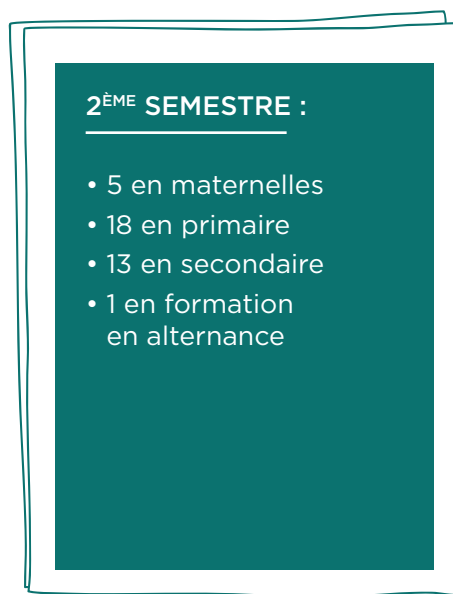 2ÈME SEMESTRE :
• 5 en maternelles
• 18 en primaire
• 13 en secondaire
• 1 en formation
en alternance